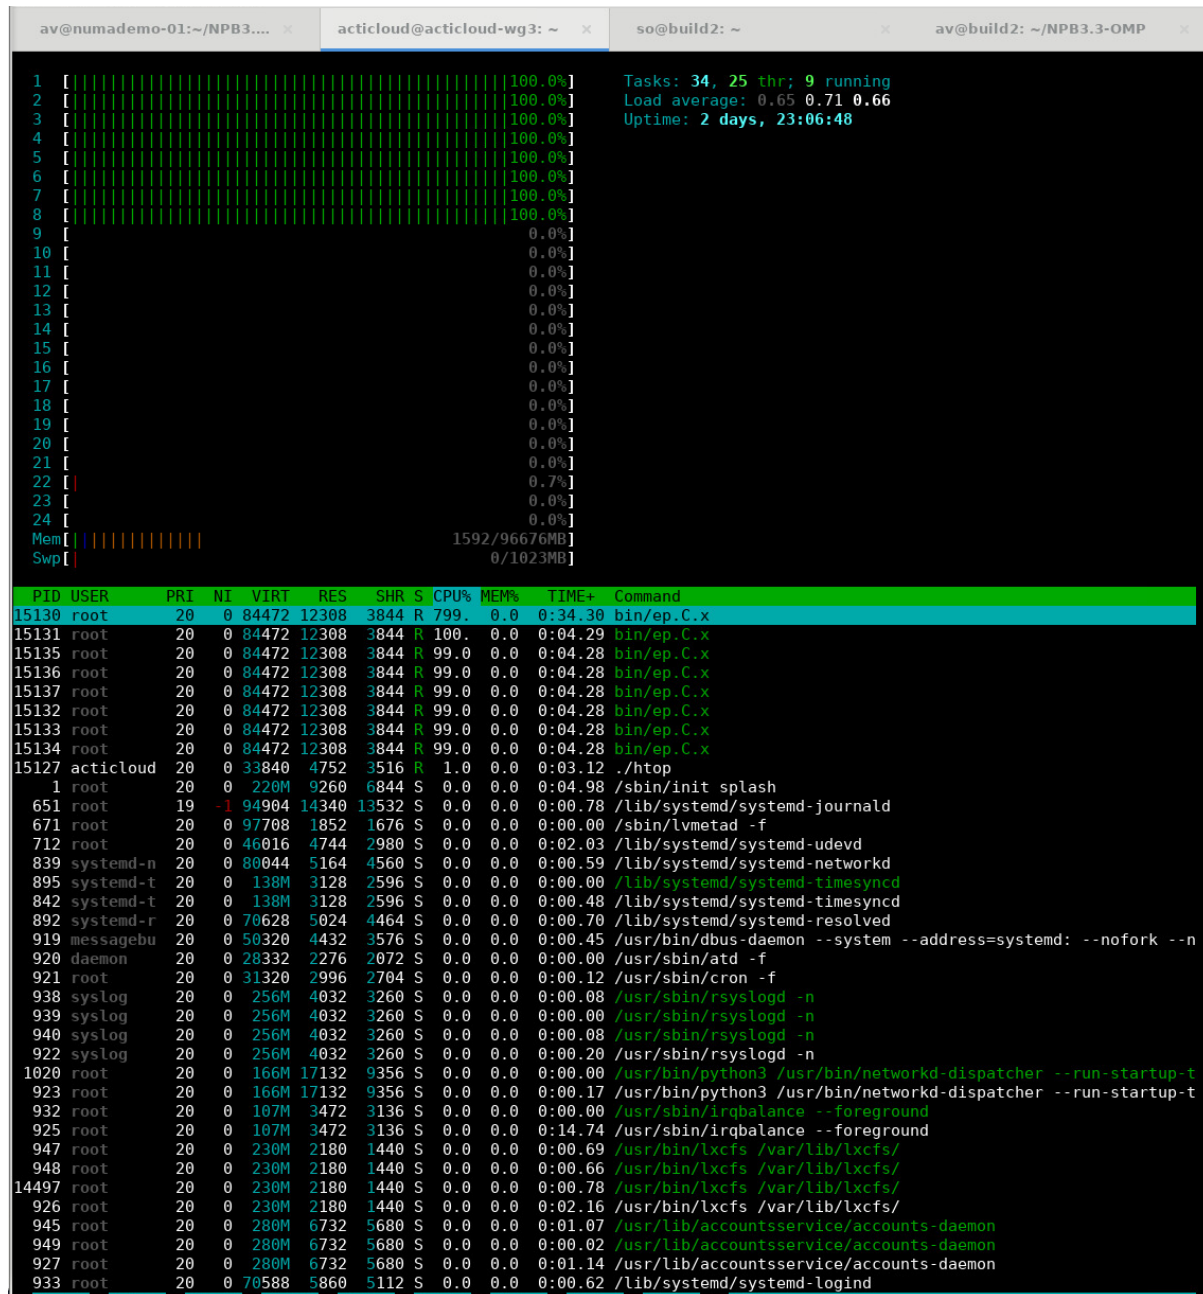 av@numademo-01:~/NPB3.... × acticloud@acticloud-wg3: ~ × so@build2: ~ × av@build2: ~/NPB3.3-OMP ×
1 [||||||||||||||||||||||||||||||||||||||||||||||100.0%] Tasks: 34, 25 thr; 9 running
2 [||||||||||||||||||||||||||||||||||||||||||||||100.0%] Load average: 0.65 0.71 0.66
3 [||||||||||||||||||||||||||||||||||||||||||||||100.0%] Uptime: 2 days, 23:06:48
4 [||||||||||||||||||||||||||||||||||||||||||||||100.0%]
5 [||||||||||||||||||||||||||||||||||||||||||||||100.0%]
6 [||||||||||||||||||||||||||||||||||||||||||||||100.0%]
7 [||||||||||||||||||||||||||||||||||||||||||||||100.0%]
8 [||||||||||||||||||||||||||||||||||||||||||||||100.0%]
9 [ 0.0%]
10 [ 0.0%]
11 [ 0.0%]
12 [ 0.0%]
13 [ 0.0%]
14 [ 0.0%]
15 [ 0.0%]
16 [ 0.0%]
17 [ 0.0%]
18 [ 0.0%]
19 [ 0.0%]
20 [ 0.0%]
21 [ 0.0%]
22 [| 0.7%]
23 [ 0.0%]
24 [ 0.0%]
Mem[|||||||||||||| 1592/96676MB]
Swp[| 0/1023MB]
PID USER PRI NI VIRT RES SHR S CPU% MEM% TIME+ Command
15130 root 20 0 84472 12308 3844 R 799. 0.0 0:34.30 bin/ep.C.x
15131 root 20 0 84472 12308 3844 R 100. 0.0 0:04.29 bin/ep.C.x
15135 root 20 0 84472 12308 3844 R 99.0 0.0 0:04.28 bin/ep.C.x
15136 root 20 0 84472 12308 3844 R 99.0 0.0 0:04.28 bin/ep.C.x
15137 root 20 0 84472 12308 3844 R 99.0 0.0 0:04.28 bin/ep.C.x
15132 root 20 0 84472 12308 3844 R 99.0 0.0 0:04.28 bin/ep.C.x
15133 root 20 0 84472 12308 3844 R 99.0 0.0 0:04.28 bin/ep.C.x
15134 root 20 0 84472 12308 3844 R 99.0 0.0 0:04.28 bin/ep.C.x
15127 acticloud 20 0 33840 4752 3516 R 1.0 0.0 0:03.12 ./htop
1 root 20 0 220M 9260 6844 S 0.0 0.0 0:04.98 /sbin/init splash
651 root 19 -1 94904 14340 13532 S 0.0 0.0 0:00.78 /lib/systemd/systemd-journald
671 root 20 0 97708 1852 1676 S 0.0 0.0 0:00.00 /sbin/lvmetad -f
712 root 20 0 46016 4744 2980 S 0.0 0.0 0:02.03 /lib/systemd/systemd-udevd
839 systemd-n 20 0 80044 5164 4560 S 0.0 0.0 0:00.59 /lib/systemd/systemd-networkd
895 systemd-t 20 0 138M 3128 2596 S 0.0 0.0 0:00.00 /lib/systemd/systemd-timesyncd
842 systemd-t 20 0 138M 3128 2596 S 0.0 0.0 0:00.48 /lib/systemd/systemd-timesyncd
892 systemd-r 20 0 70628 5024 4464 S 0.0 0.0 0:00.70 /lib/systemd/systemd-resolved
919 messagebu 20 0 50320 4432 3576 S 0.0 0.0 0:00.45 /usr/bin/dbus-daemon --system --address=systemd: --nofork --n
920 daemon 20 0 28332 2276 2072 S 0.0 0.0 0:00.00 /usr/sbin/atd -f
921 root 20 0 31320 2996 2704 S 0.0 0.0 0:00.12 /usr/sbin/cron -f
938 syslog 20 0 256M 4032 3260 S 0.0 0.0 0:00.08 /usr/sbin/rsyslogd -n
939 syslog 20 0 256M 4032 3260 S 0.0 0.0 0:00.00 /usr/sbin/rsyslogd -n
940 syslog 20 0 256M 4032 3260 S 0.0 0.0 0:00.08 /usr/sbin/rsyslogd -n
922 syslog 20 0 256M 4032 3260 S 0.0 0.0 0:00.20 /usr/sbin/rsyslogd -n
1020 root 20 0 166M 17132 9356 S 0.0 0.0 0:00.00 /usr/bin/python3 /usr/bin/networkd-dispatcher --run-startup-t
923 root 20 0 166M 17132 9356 S 0.0 0.0 0:00.17 /usr/bin/python3 /usr/bin/networkd-dispatcher --run-startup-t
932 root 20 0 107M 3472 3136 S 0.0 0.0 0:00.00 /usr/sbin/irqbalance --foreground
925 root 20 0 107M 3472 3136 S 0.0 0.0 0:14.74 /usr/sbin/irqbalance --foreground
947 root 20 0 230M 2180 1440 S 0.0 0.0 0:00.69 /usr/bin/lxcfs /var/lib/lxcfs/
948 root 20 0 230M 2180 1440 S 0.0 0.0 0:00.66 /usr/bin/lxcfs /var/lib/lxcfs/
14497 root 20 0 230M 2180 1440 S 0.0 0.0 0:00.78 /usr/bin/lxcfs /var/lib/lxcfs/
926 root 20 0 230M 2180 1440 S 0.0 0.0 0:02.16 /usr/bin/lxcfs /var/lib/lxcfs/
945 root 20 0 280M 6732 5680 S 0.0 0.0 0:01.07 /usr/lib/accountsservice/accounts-daemon
949 root 20 0 280M 6732 5680 S 0.0 0.0 0:00.02 /usr/lib/accountsservice/accounts-daemon
927 root 20 0 280M 6732 5680 S 0.0 0.0 0:01.14 /usr/lib/accountsservice/accounts-daemon
933 root 20 0 70588 5860 5112 S 0.0 0.0 0:00.62 /lib/systemd/systemd-logind